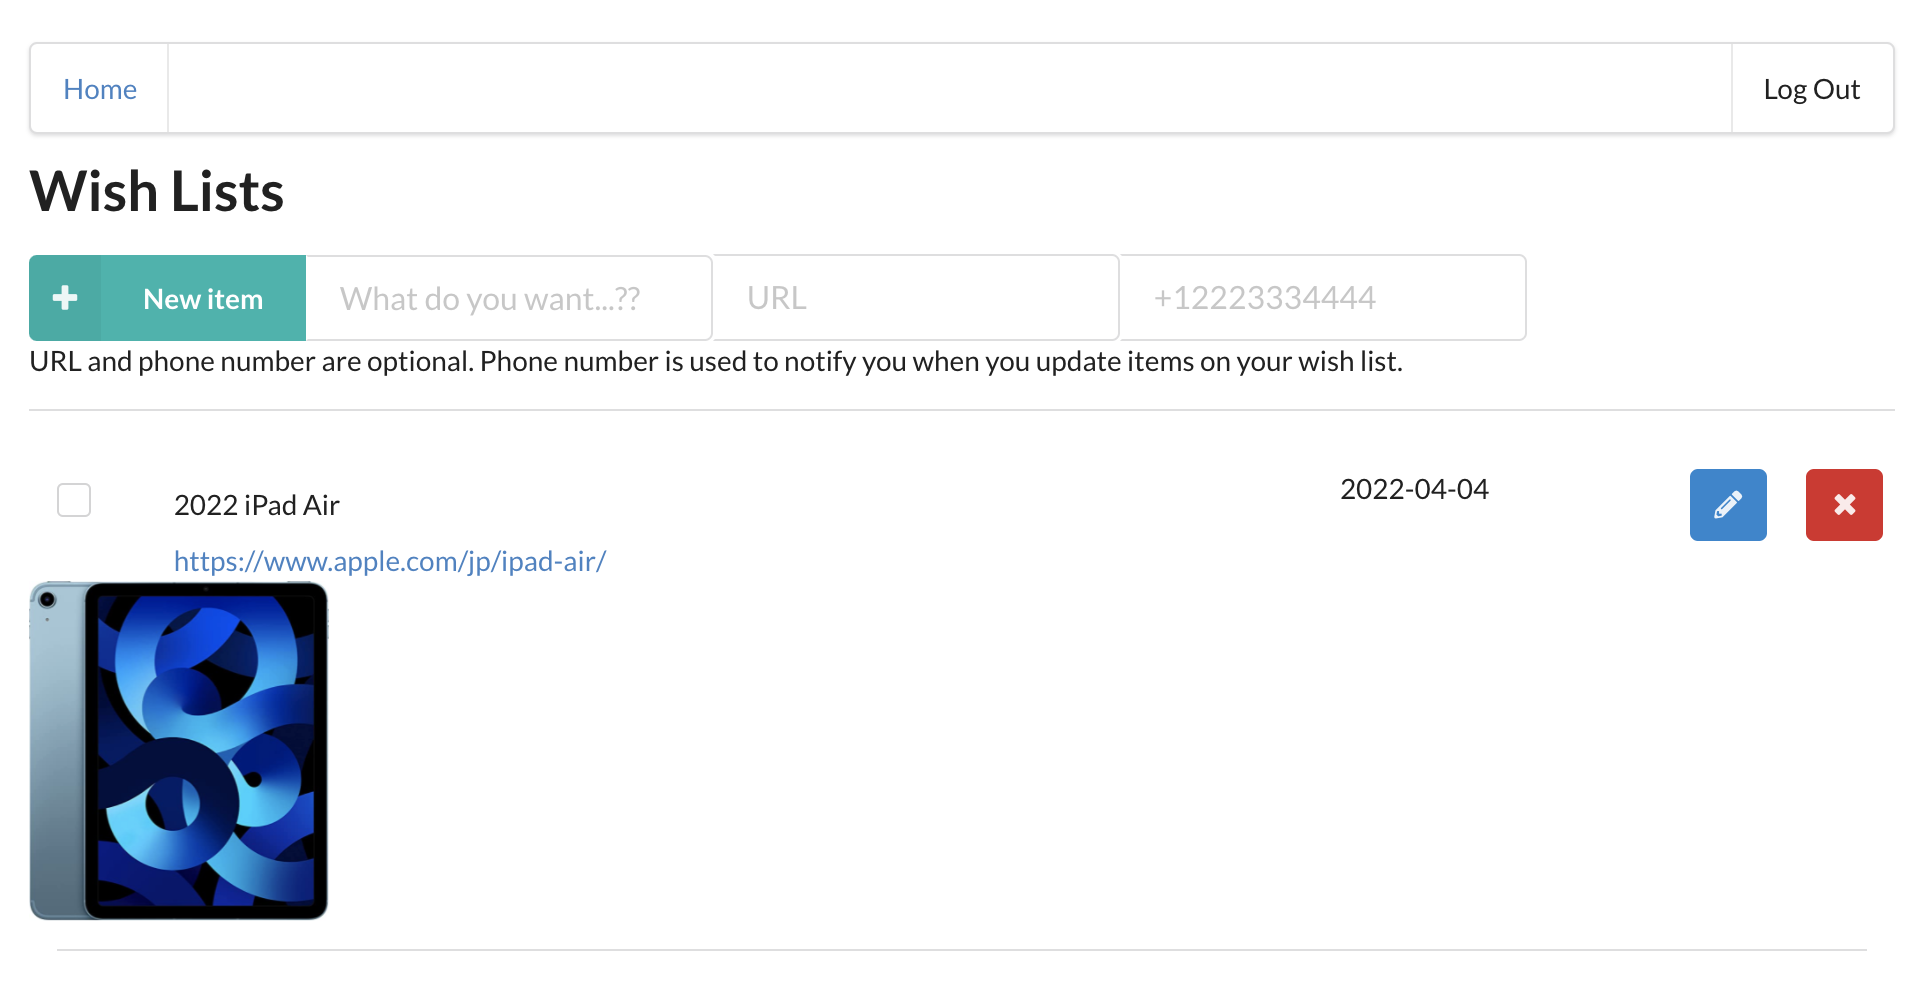 Home
Log Out
Wish Lists
New item
What do you want...??
URL
+12223334444
URL and phone number are optional. Phone number is used to notify you when you update items on your wish list.
2022 iPad Air
2022-04-04
https://www.apple.com/jp/ipad-air/